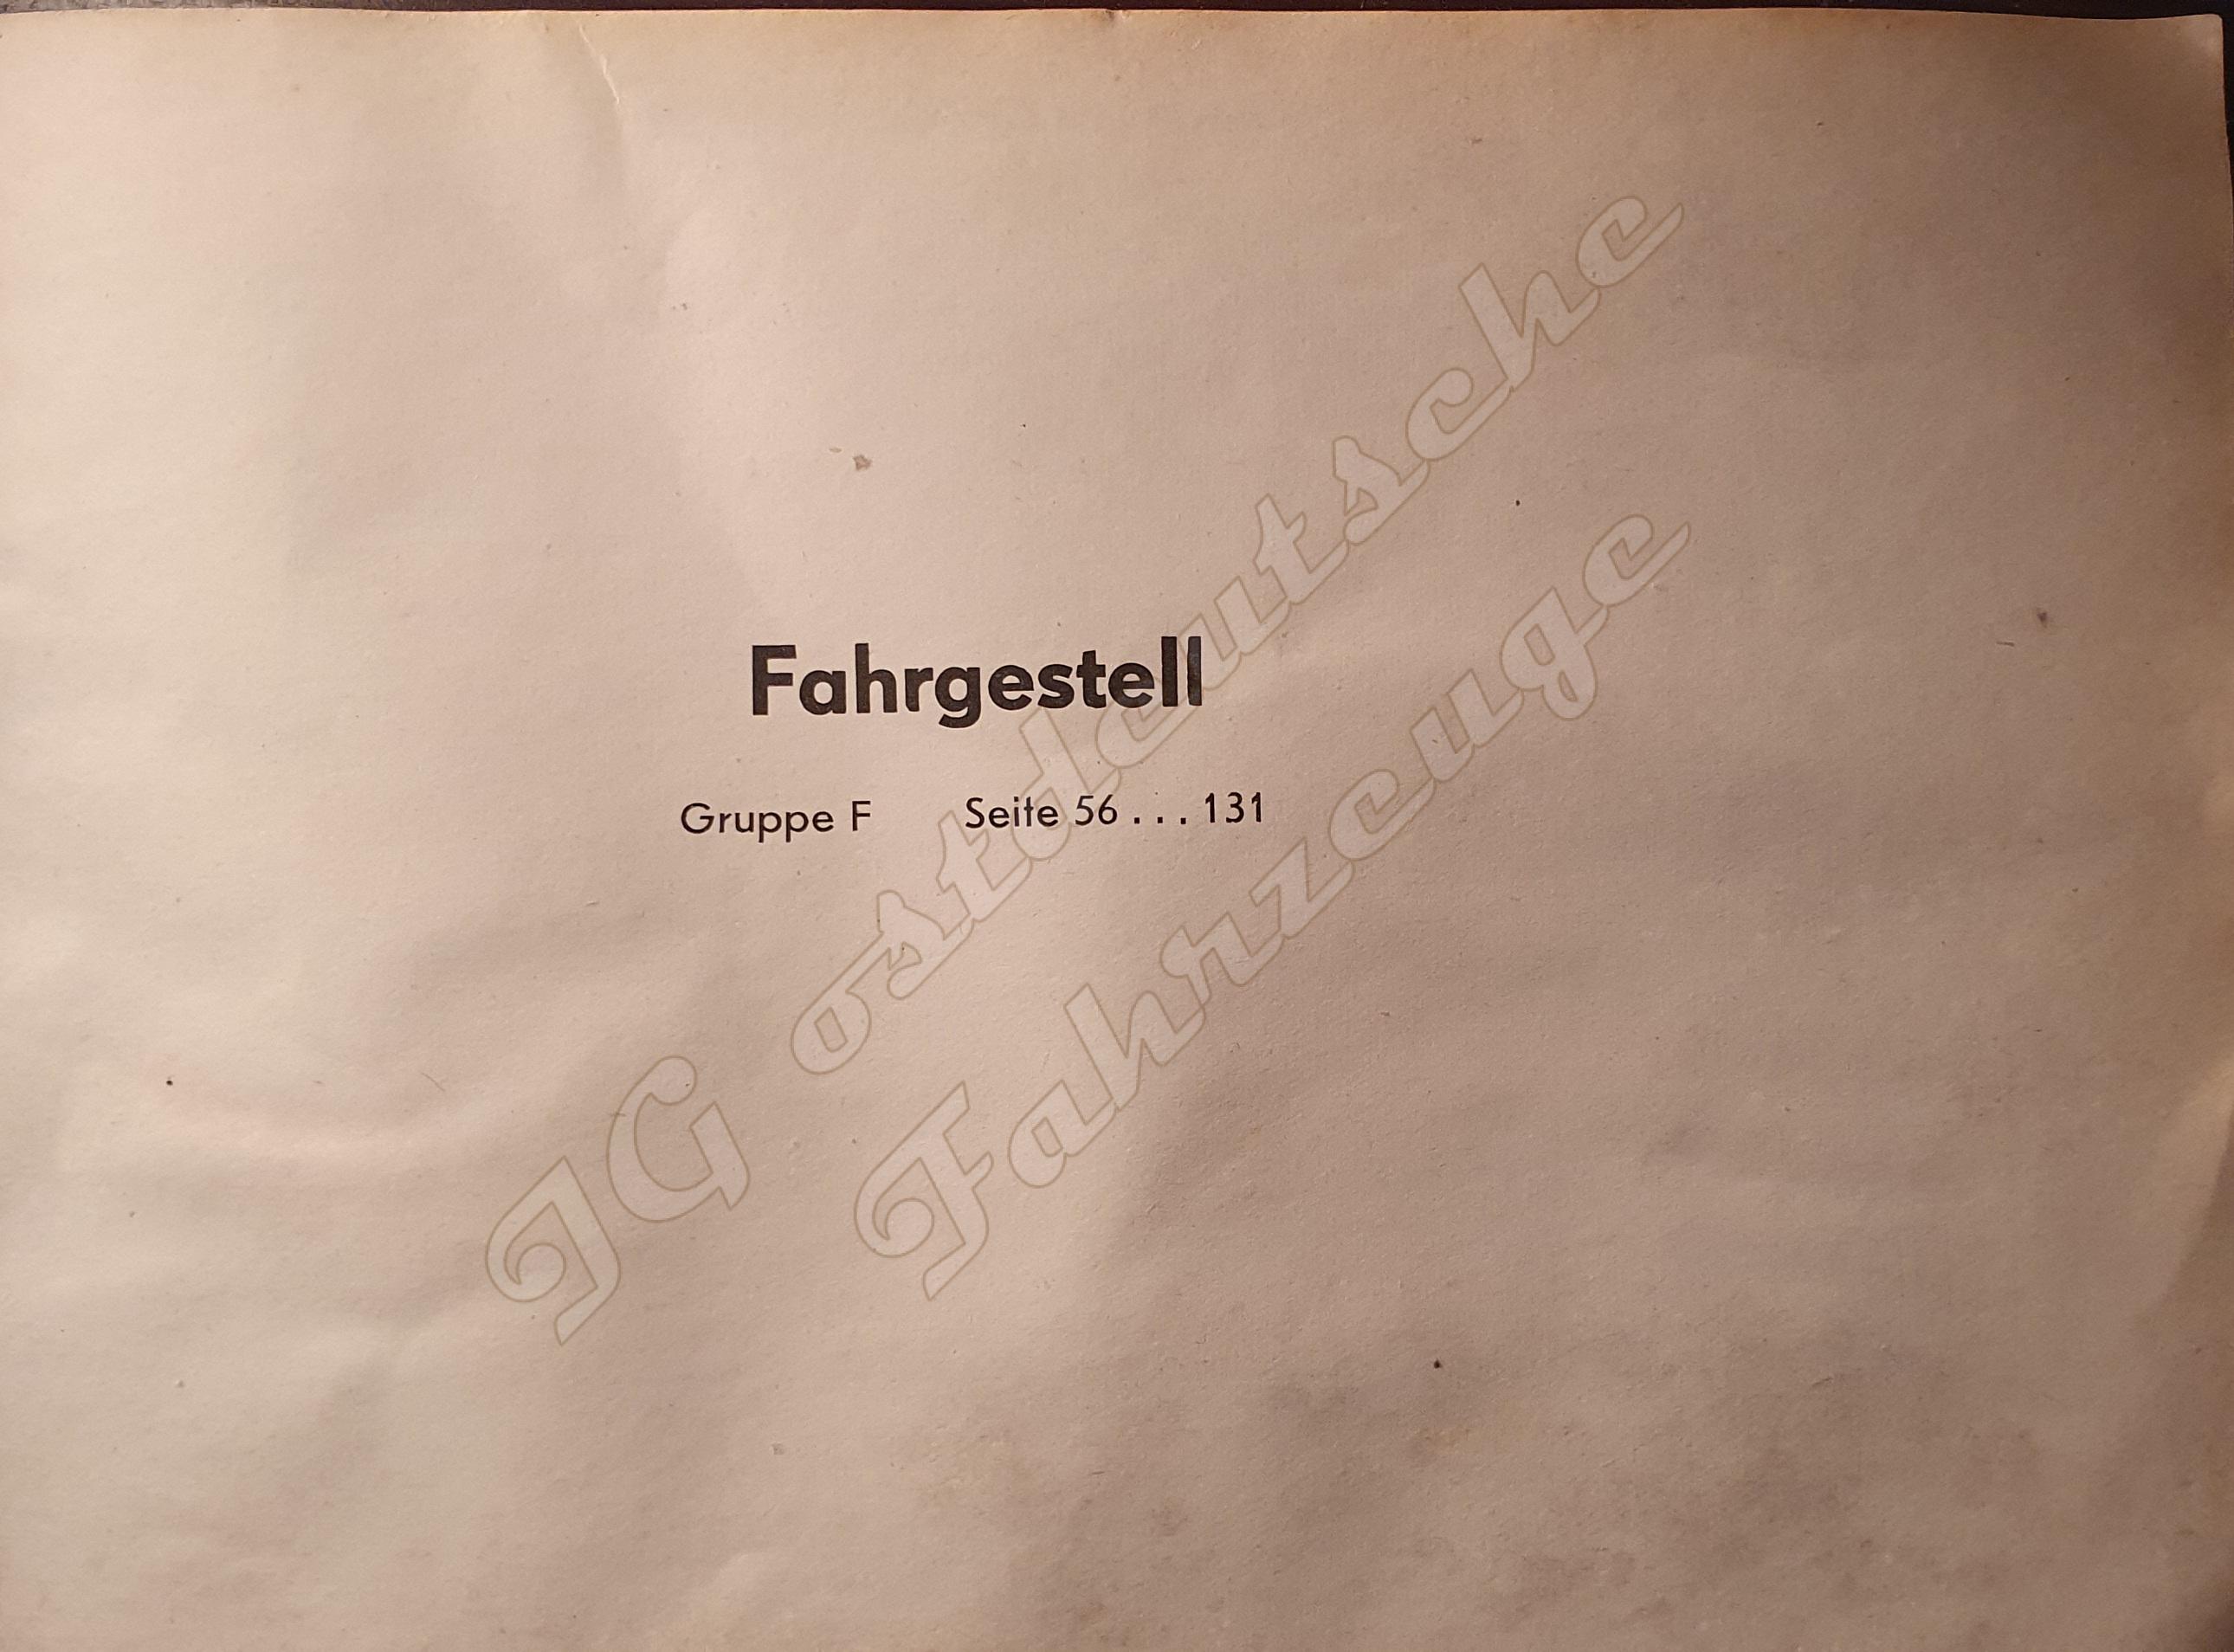 Fahrgestell
Gruppe F Seite 56 . . . 131
IG ostdeutsche
Fahrzeuge